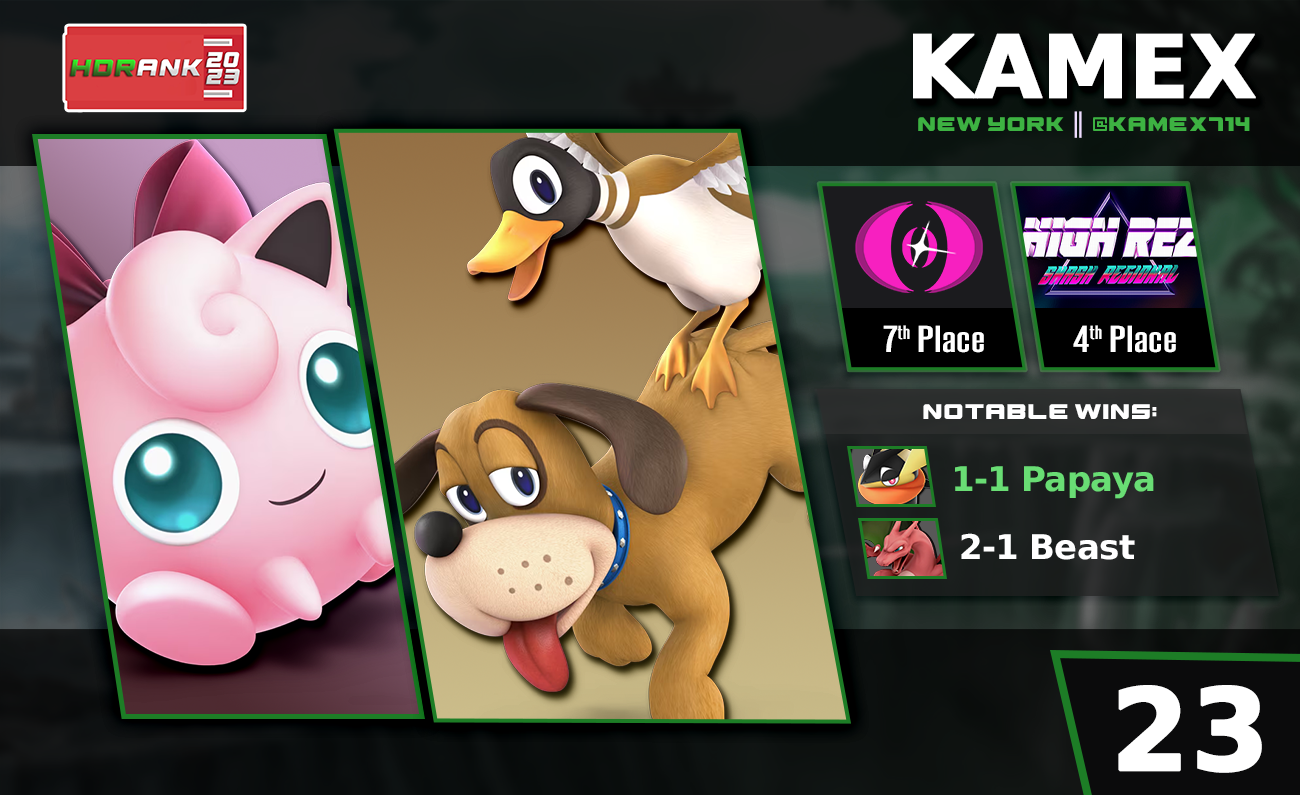 HDRANK 2023
KAMEX
NEW YORK || @KAMEX714
HIGH REZ
SMASH REGIONAL
7th Place
4th Place
NOTABLE WINS:
1-1 Papaya
2-1 Beast
23